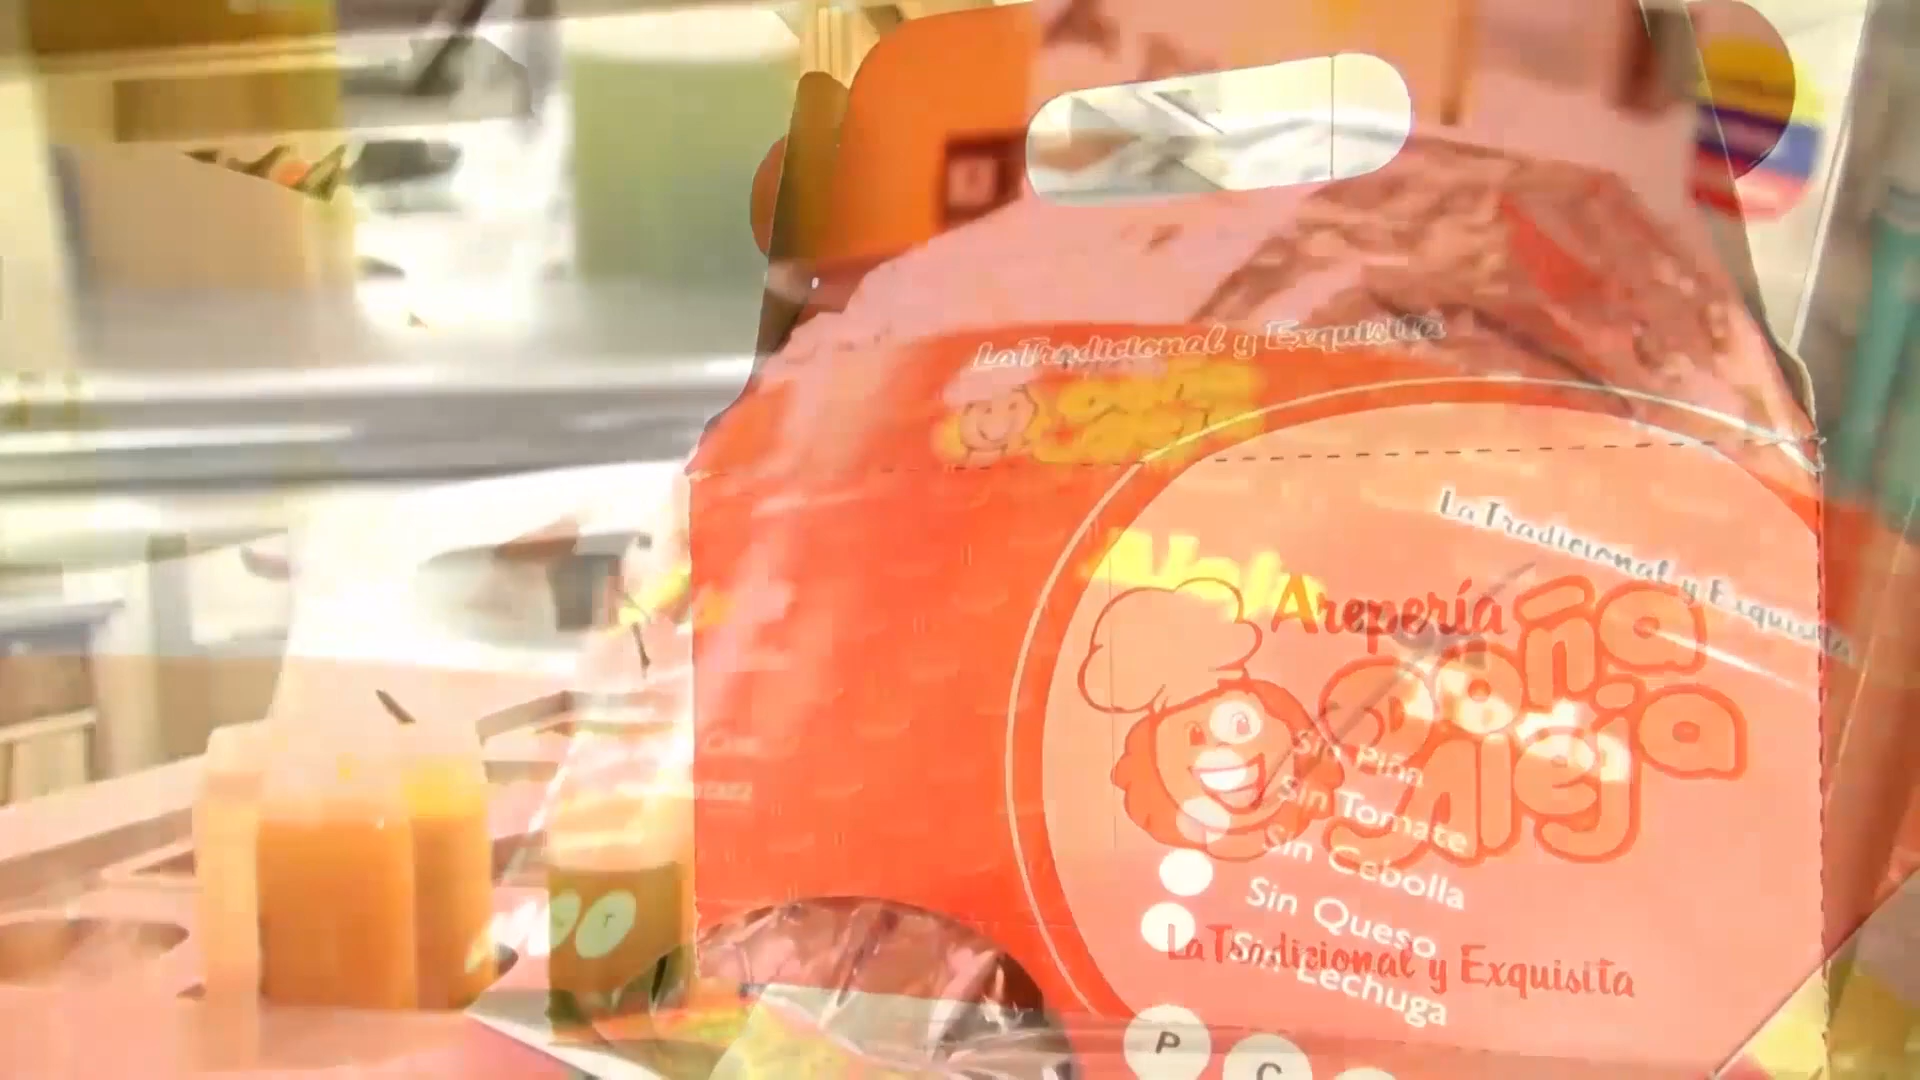 La Tradicional y Exquisita
La Tradicional y Exquisita
Arepería
Doña
Aleja
Sin Piña
Sin Tomate
Sin Cebolla
Sin Queso
Sin Lechuga
La Tradicional y Exquisita
P
C